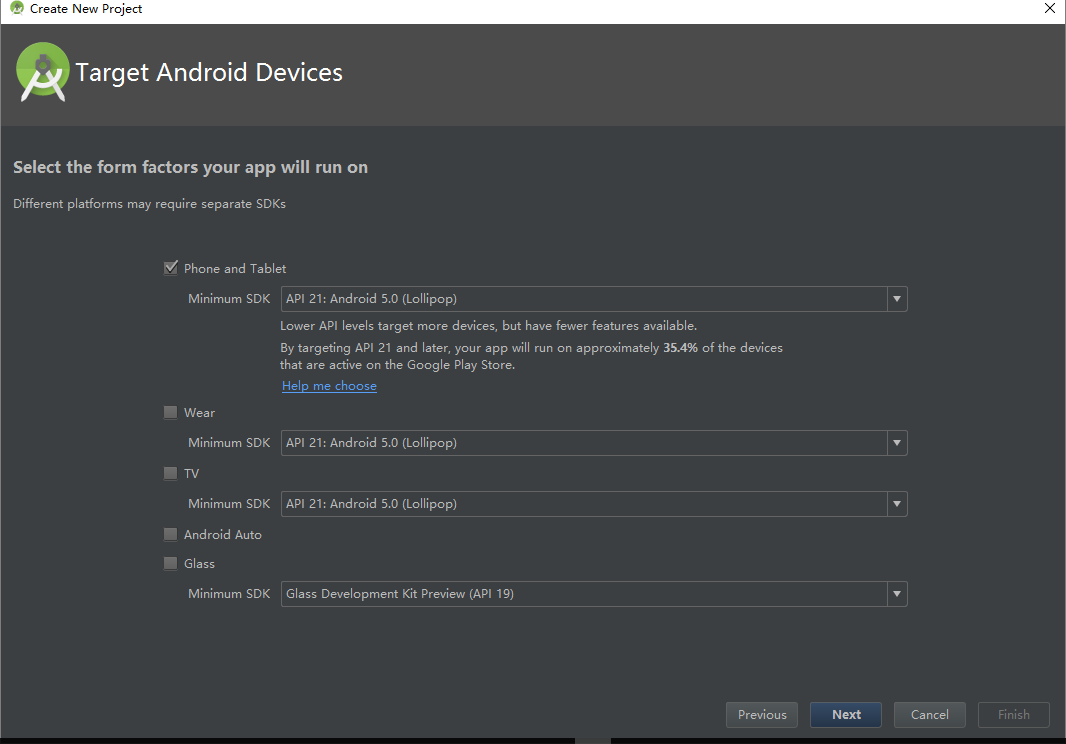 Create New Project
Target Android Devices
Select the form factors your app will run on
Different platforms may require separate SDKs
Phone and Tablet
Minimum SDK API 21: Android 5.0 (Lollipop)
Lower API levels target more devices, but have fewer features available.
By targeting API 21 and later, your app will run on approximately 35.4% of the devices
that are active on the Google Play Store.
Help me choose
Wear
Minimum SDK API 21: Android 5.0 (Lollipop)
TV
Minimum SDK API 21: Android 5.0 (Lollipop)
Android Auto
Glass
Minimum SDK Glass Development Kit Preview (API 19)
Previous Next Cancel Finish